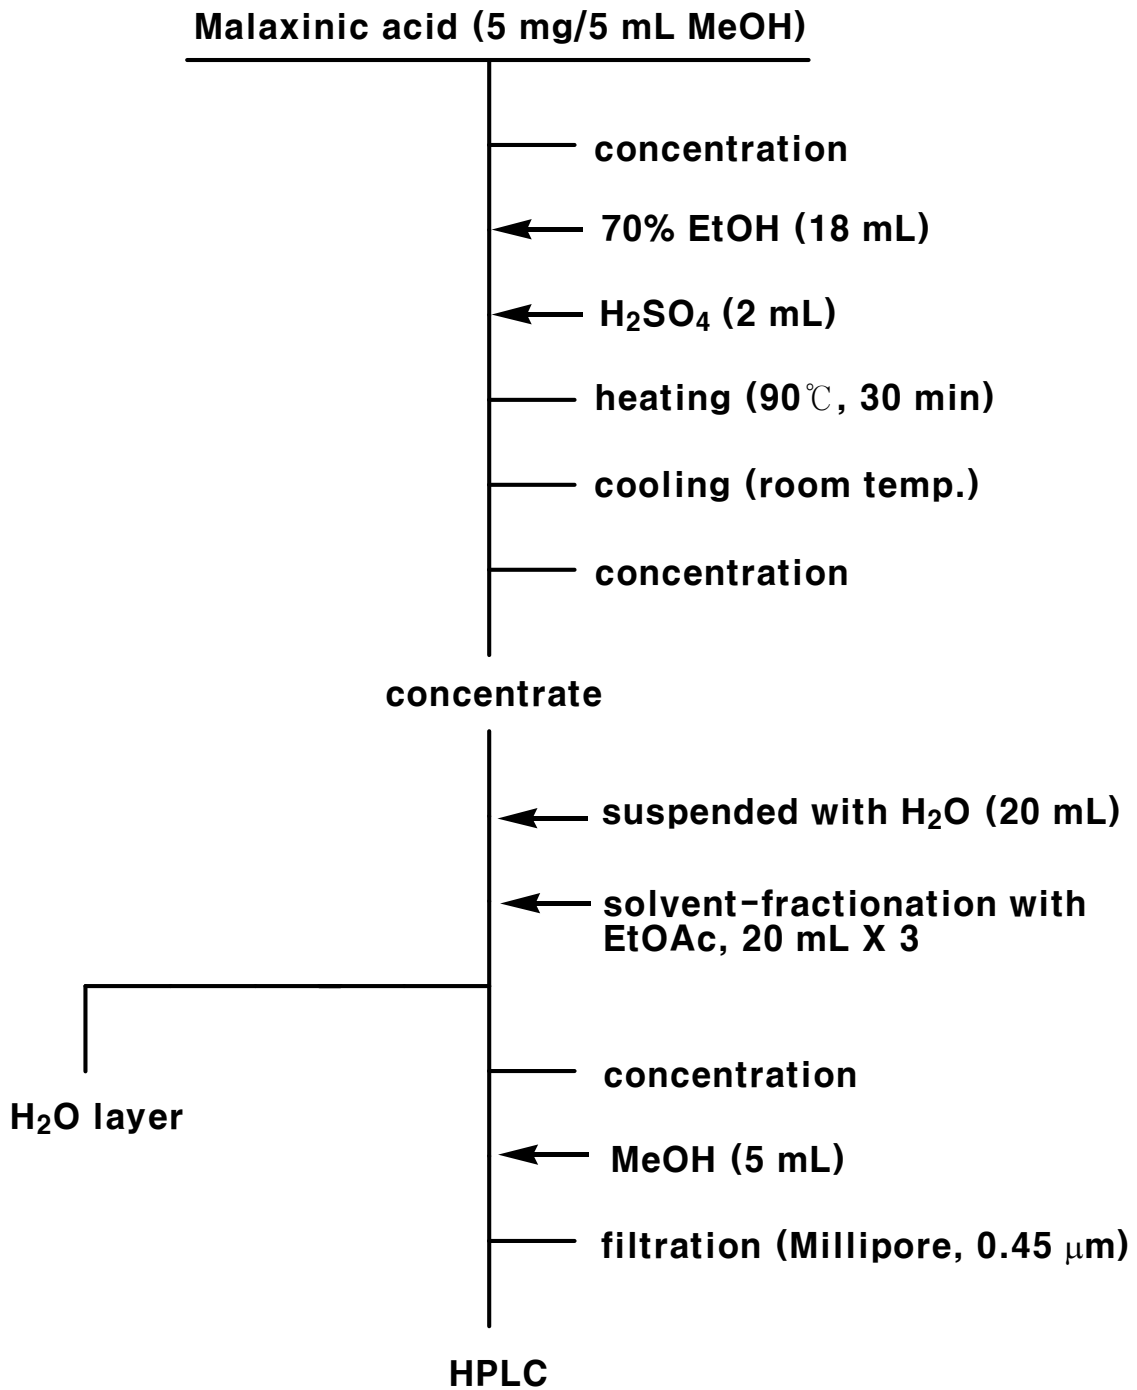 Malaxinic acid (5 mg/5 mL MeOH)
concentration
70% EtOH (18 mL)
H₂SO₄ (2 mL)
heating (90℃, 30 min)
cooling (room temp.)
concentration
concentrate
suspended with H₂O (20 mL)
solvent-fractionation with
EtOAc, 20 mL X 3
concentration
H₂O layer
MeOH (5 mL)
filtration (Millipore, 0.45 μm)
HPLC